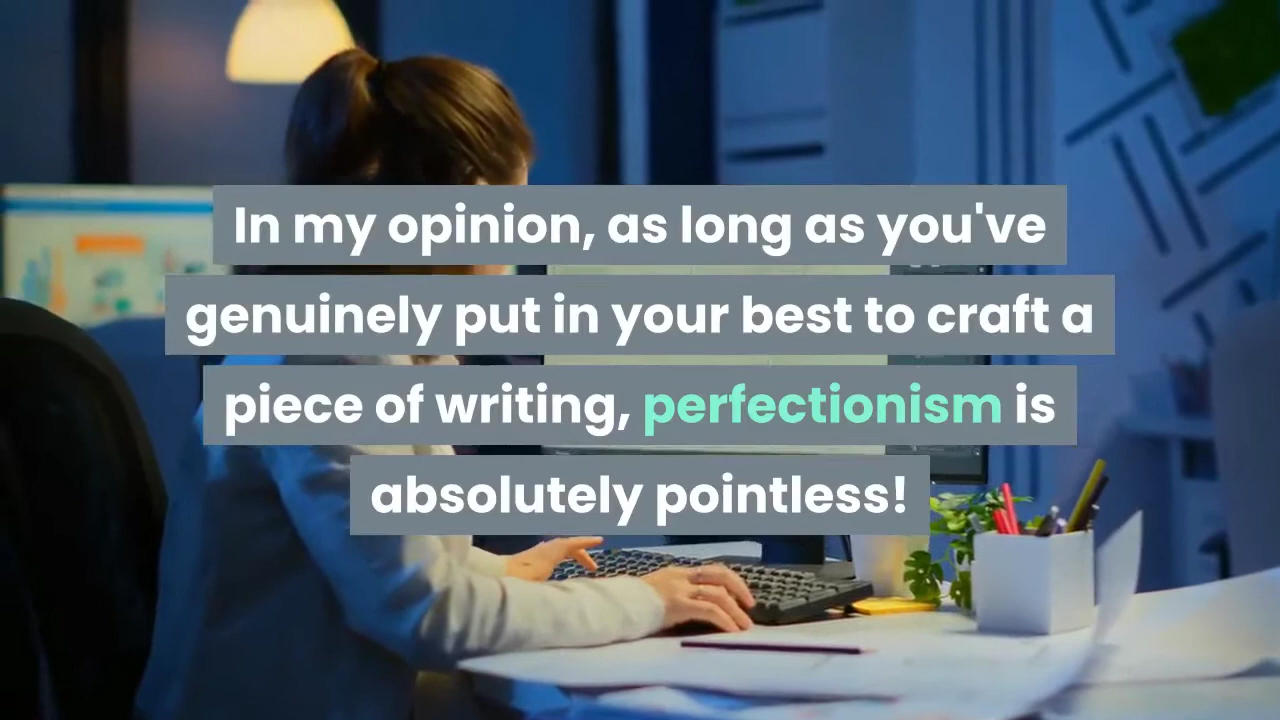 In my opinion, as long as you've
genuinely put in your best to craft a
piece of writing, perfectionism is
absolutely pointless!